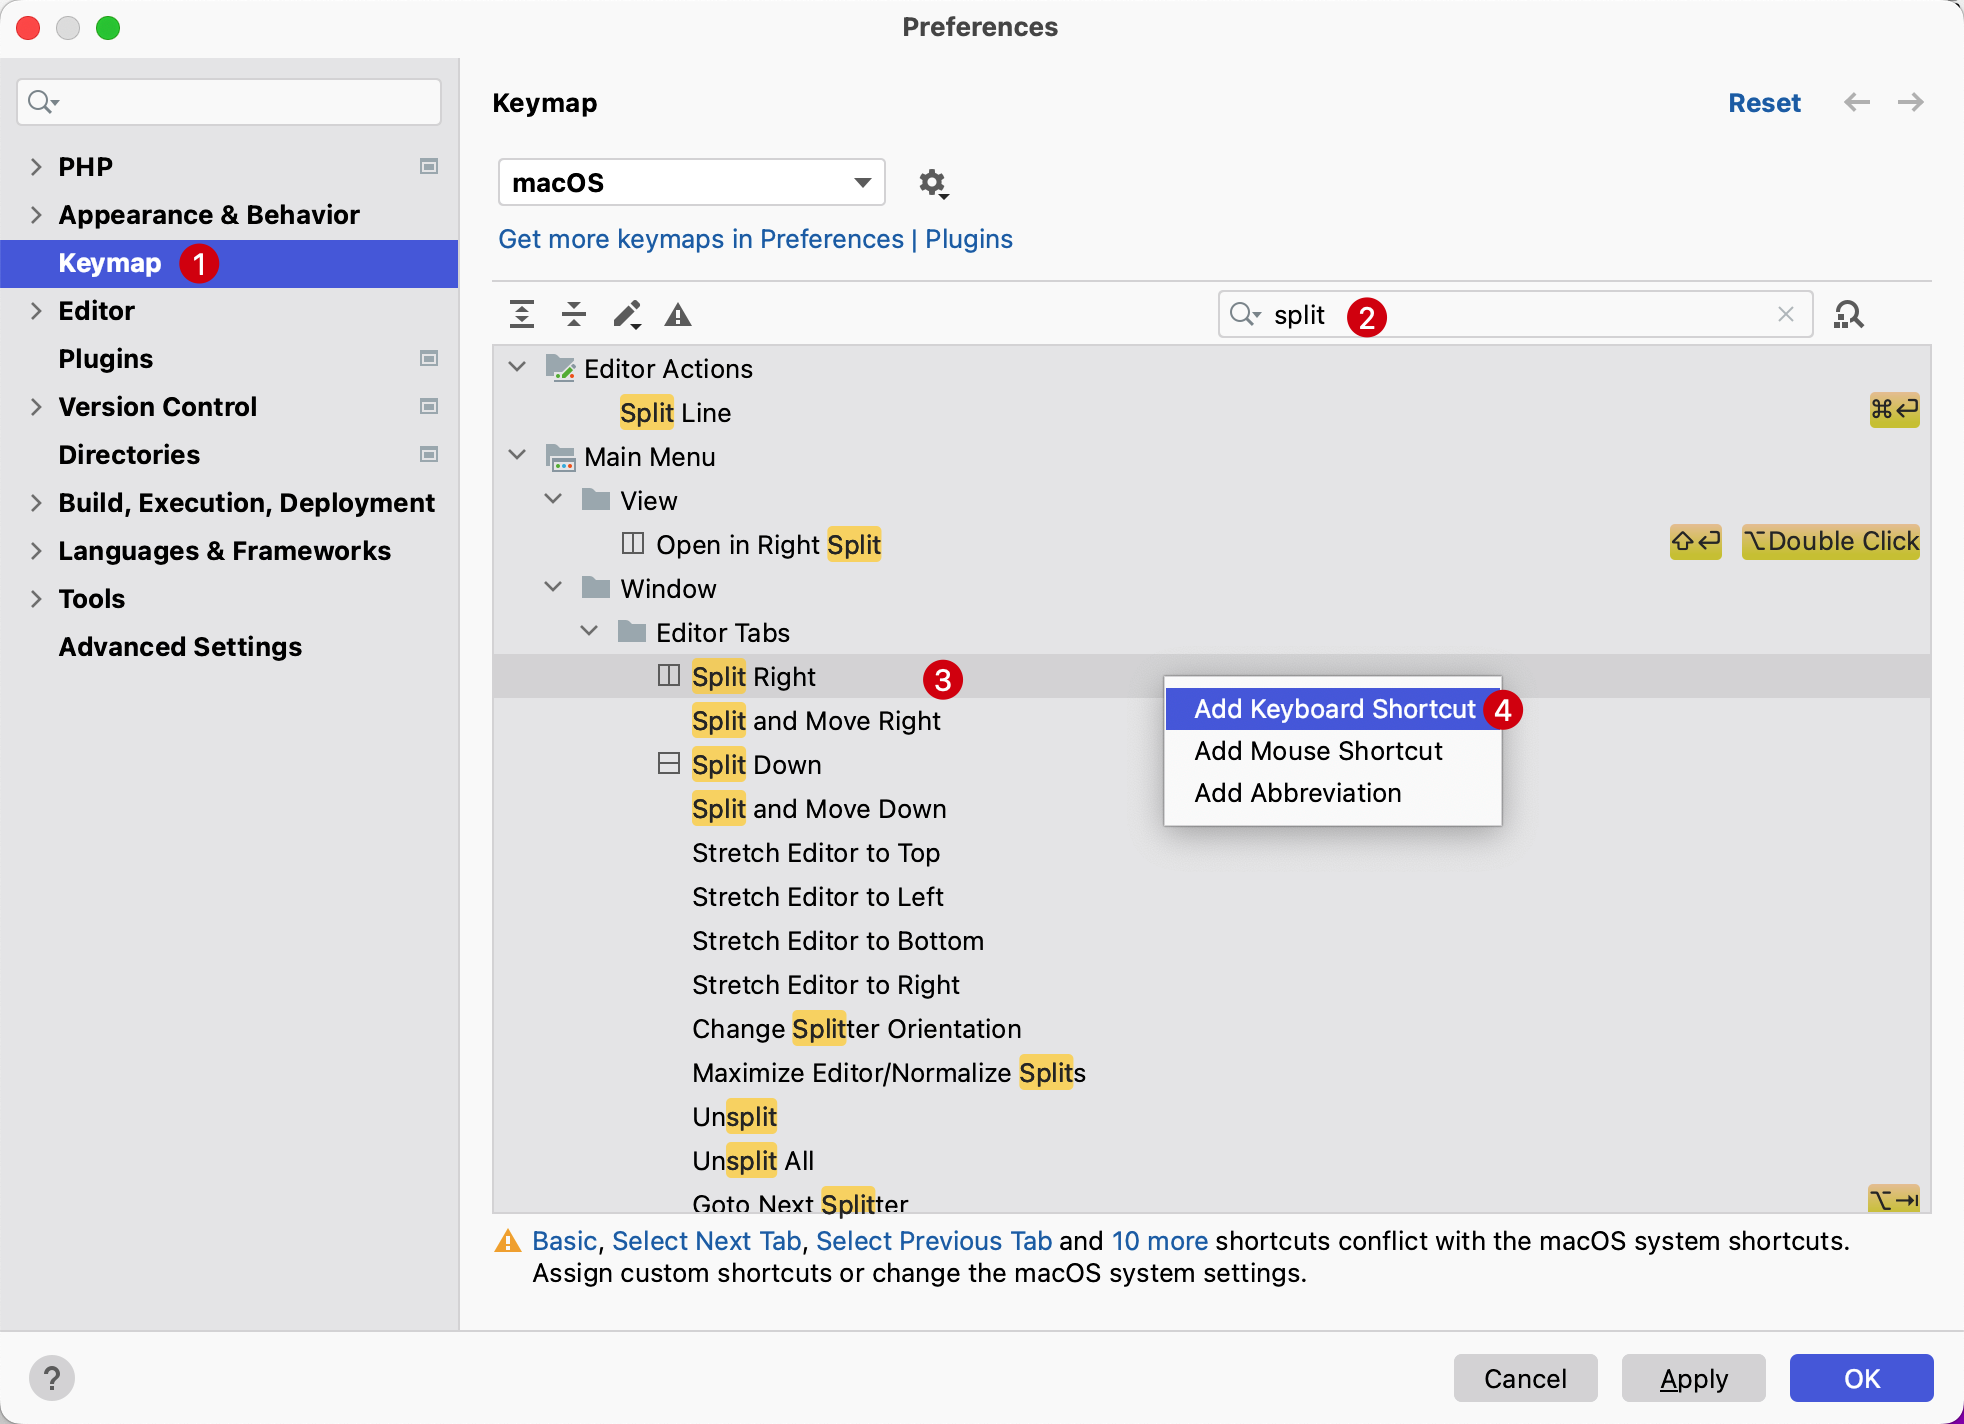 Preferences
PHP
Appearance & Behavior
Keymap 1
Editor
Plugins
Version Control
Directories
Build, Execution, Deployment
Languages & Frameworks
Tools
Advanced Settings
Keymap
Reset
macOS
Get more keymaps in Preferences | Plugins
split 2
Editor Actions
Split Line ⌘↩
Main Menu
View
Open in Right Split ⇧↩ ⌥Double Click
Window
Editor Tabs
Split Right 3
Split and Move Right
Split Down
Split and Move Down
Stretch Editor to Top
Stretch Editor to Left
Stretch Editor to Bottom
Stretch Editor to Right
Change Splitter Orientation
Maximize Editor/Normalize Splits
Unsplit
Unsplit All
Goto Next Splitter ⌥⇥
Add Keyboard Shortcut 4
Add Mouse Shortcut
Add Abbreviation
Basic, Select Next Tab, Select Previous Tab and 10 more shortcuts conflict with the macOS system shortcuts.
Assign custom shortcuts or change the macOS system settings.
?
Cancel
Apply
OK